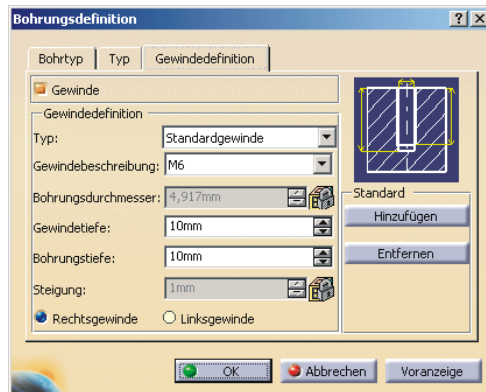 Bohrungsdefinition
Bohrtyp Typ Gewindedefinition
Gewinde
Gewindedefinition
Typ: Standardgewinde
Gewindebeschreibung: M6
Bohrungsdurchmesser: 4,917mm
Gewindetiefe: 10mm
Bohrungstiefe: 10mm
Steigung: 1mm
Rechtsgewinde Linksgewinde
Standard
Hinzufügen
Entfernen
OK Abbrechen Voranzeige